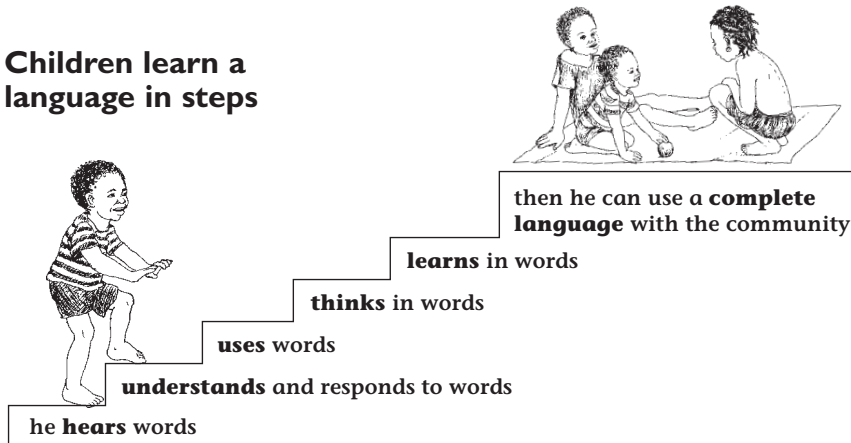 Children learn a
language in steps
then he can use a complete
language with the community
learns in words
thinks in words
uses words
understands and responds to words
he hears words